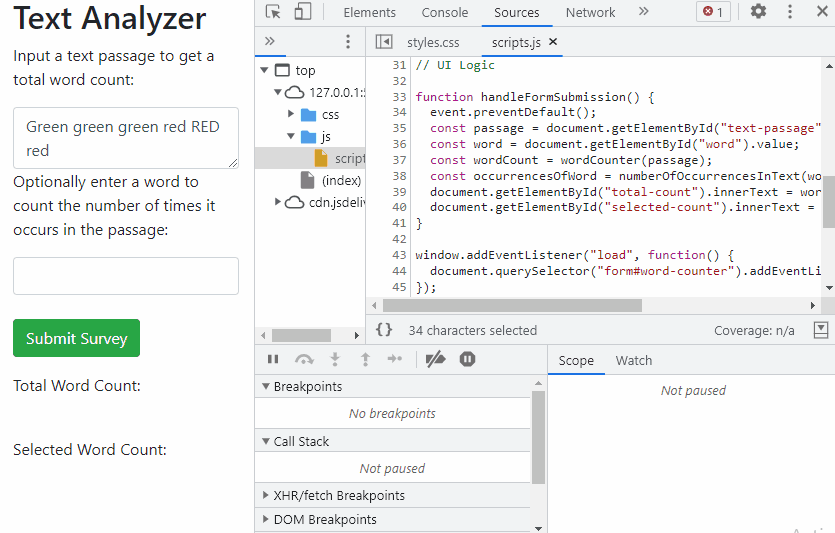 Text Analyzer
Input a text passage to get a
total word count:
Green green green red RED
red
Optionally enter a word to
count the number of times it
occurs in the passage:
Submit Survey
Total Word Count:
Selected Word Count:
Elements Console Sources Network » 1
»
top
127.0.0.1:5
css
js
script
(index)
cdn.jsdeliv
styles.css scripts.js ×
31 // UI Logic
32
33 function handleFormSubmission() {
34 event.preventDefault();
35 const passage = document.getElementById("text-passage"
36 const word = document.getElementById("word").value;
37 const wordCount = wordCounter(passage);
38 const occurrencesOfWord = numberOfOccurrencesInText(wo
39 document.getElementById("total-count").innerText = wor
40 document.getElementById("selected-count").innerText =
41 }
42
43 window.addEventListener("load", function() {
44 document.querySelector("form#word-counter").addEventLi
45 });
{} 34 characters selected Coverage: n/a
Breakpoints
No breakpoints
Call Stack
Not paused
XHR/fetch Breakpoints
DOM Breakpoints
Scope Watch
Not paused